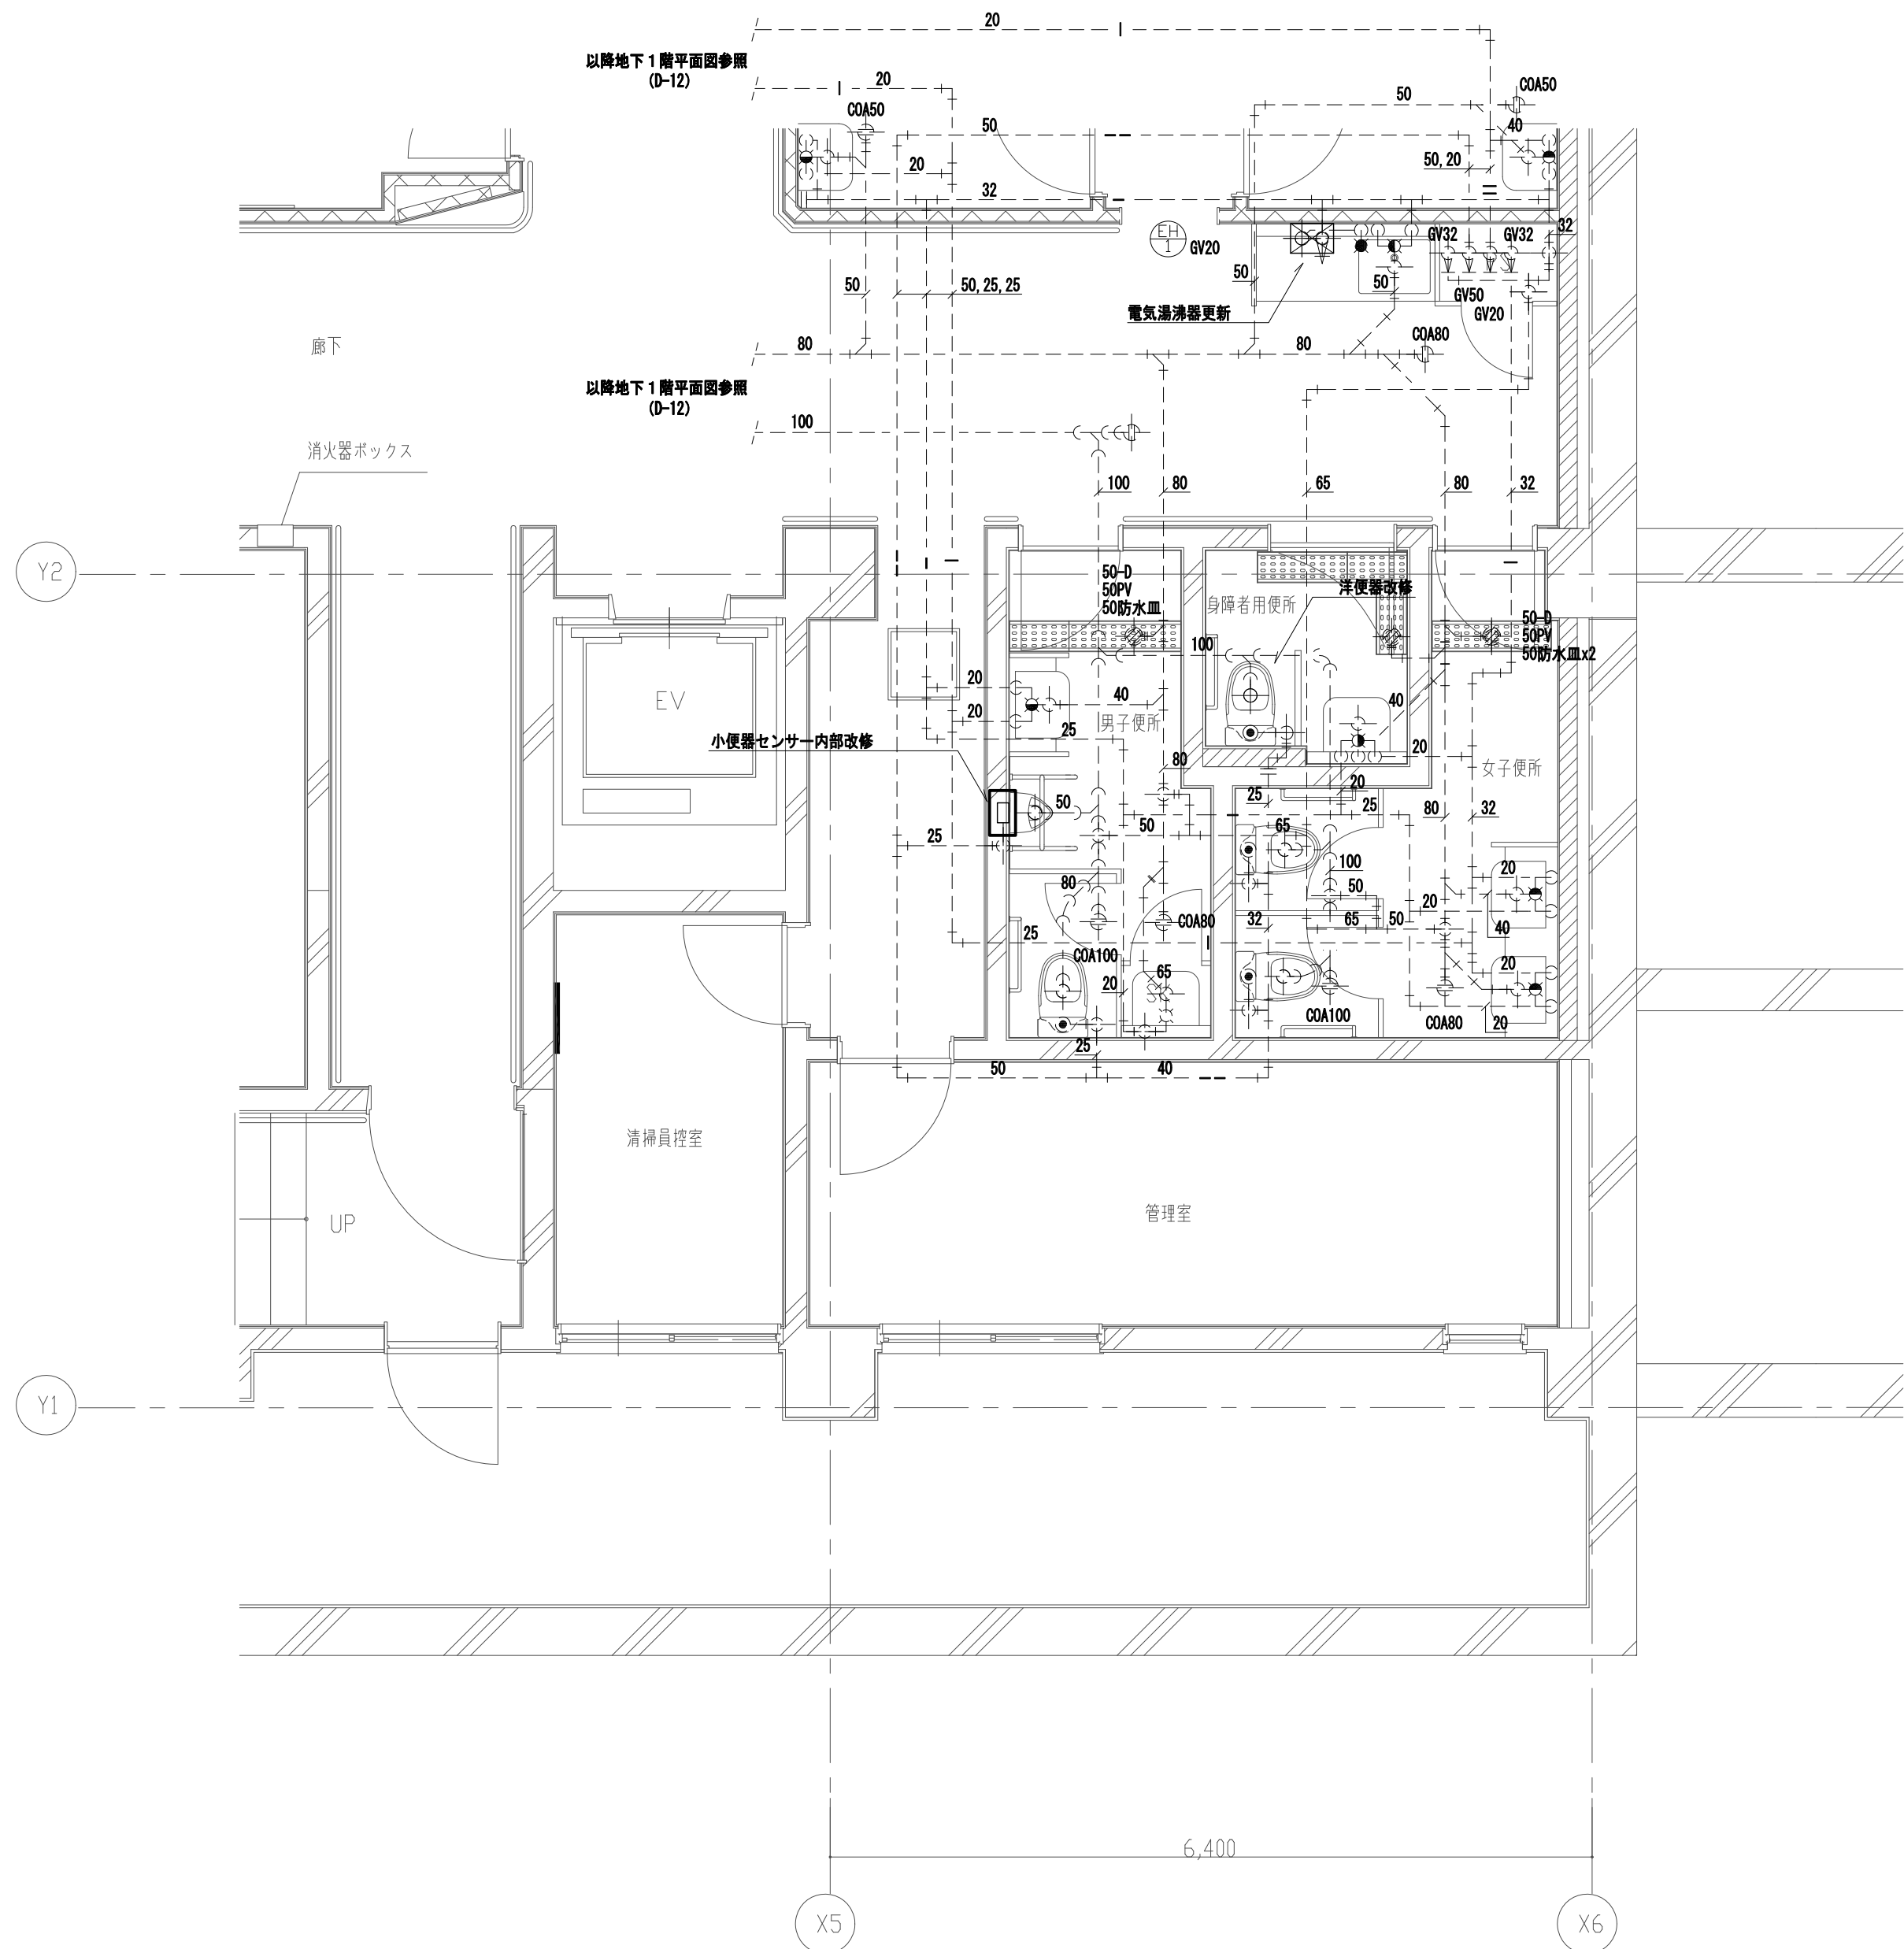 20
以降地下１階平面図参照
(D-12)
20
COA50
50
COA50
50
40
20
50,20
32
EH
1
GV20
GV32
GV32
32
50
50,25,25
50
50
GV50
GV20
電気湯沸器更新
廊下
80
80
COA80
以降地下１階平面図参照
(D-12)
100
消火器ボックス
100
80
65
80
32
Y2
50-D
50PV
50防水皿
身障者用便所
洋便器改修
50-D
50PV
50防水皿x2
100
EV
20
40
40
20
男子便所
25
小便器センサー内部改修
20
女子便所
80
20
25
25
50
80
32
25
50
65
100
80
50
20
20
COA80
32
65
50
40
25
COA100
65
20
20
SK
COA100
COA80
20
25
50
40
清掃員控室
管理室
UP
Y1
6,400
X5
X6